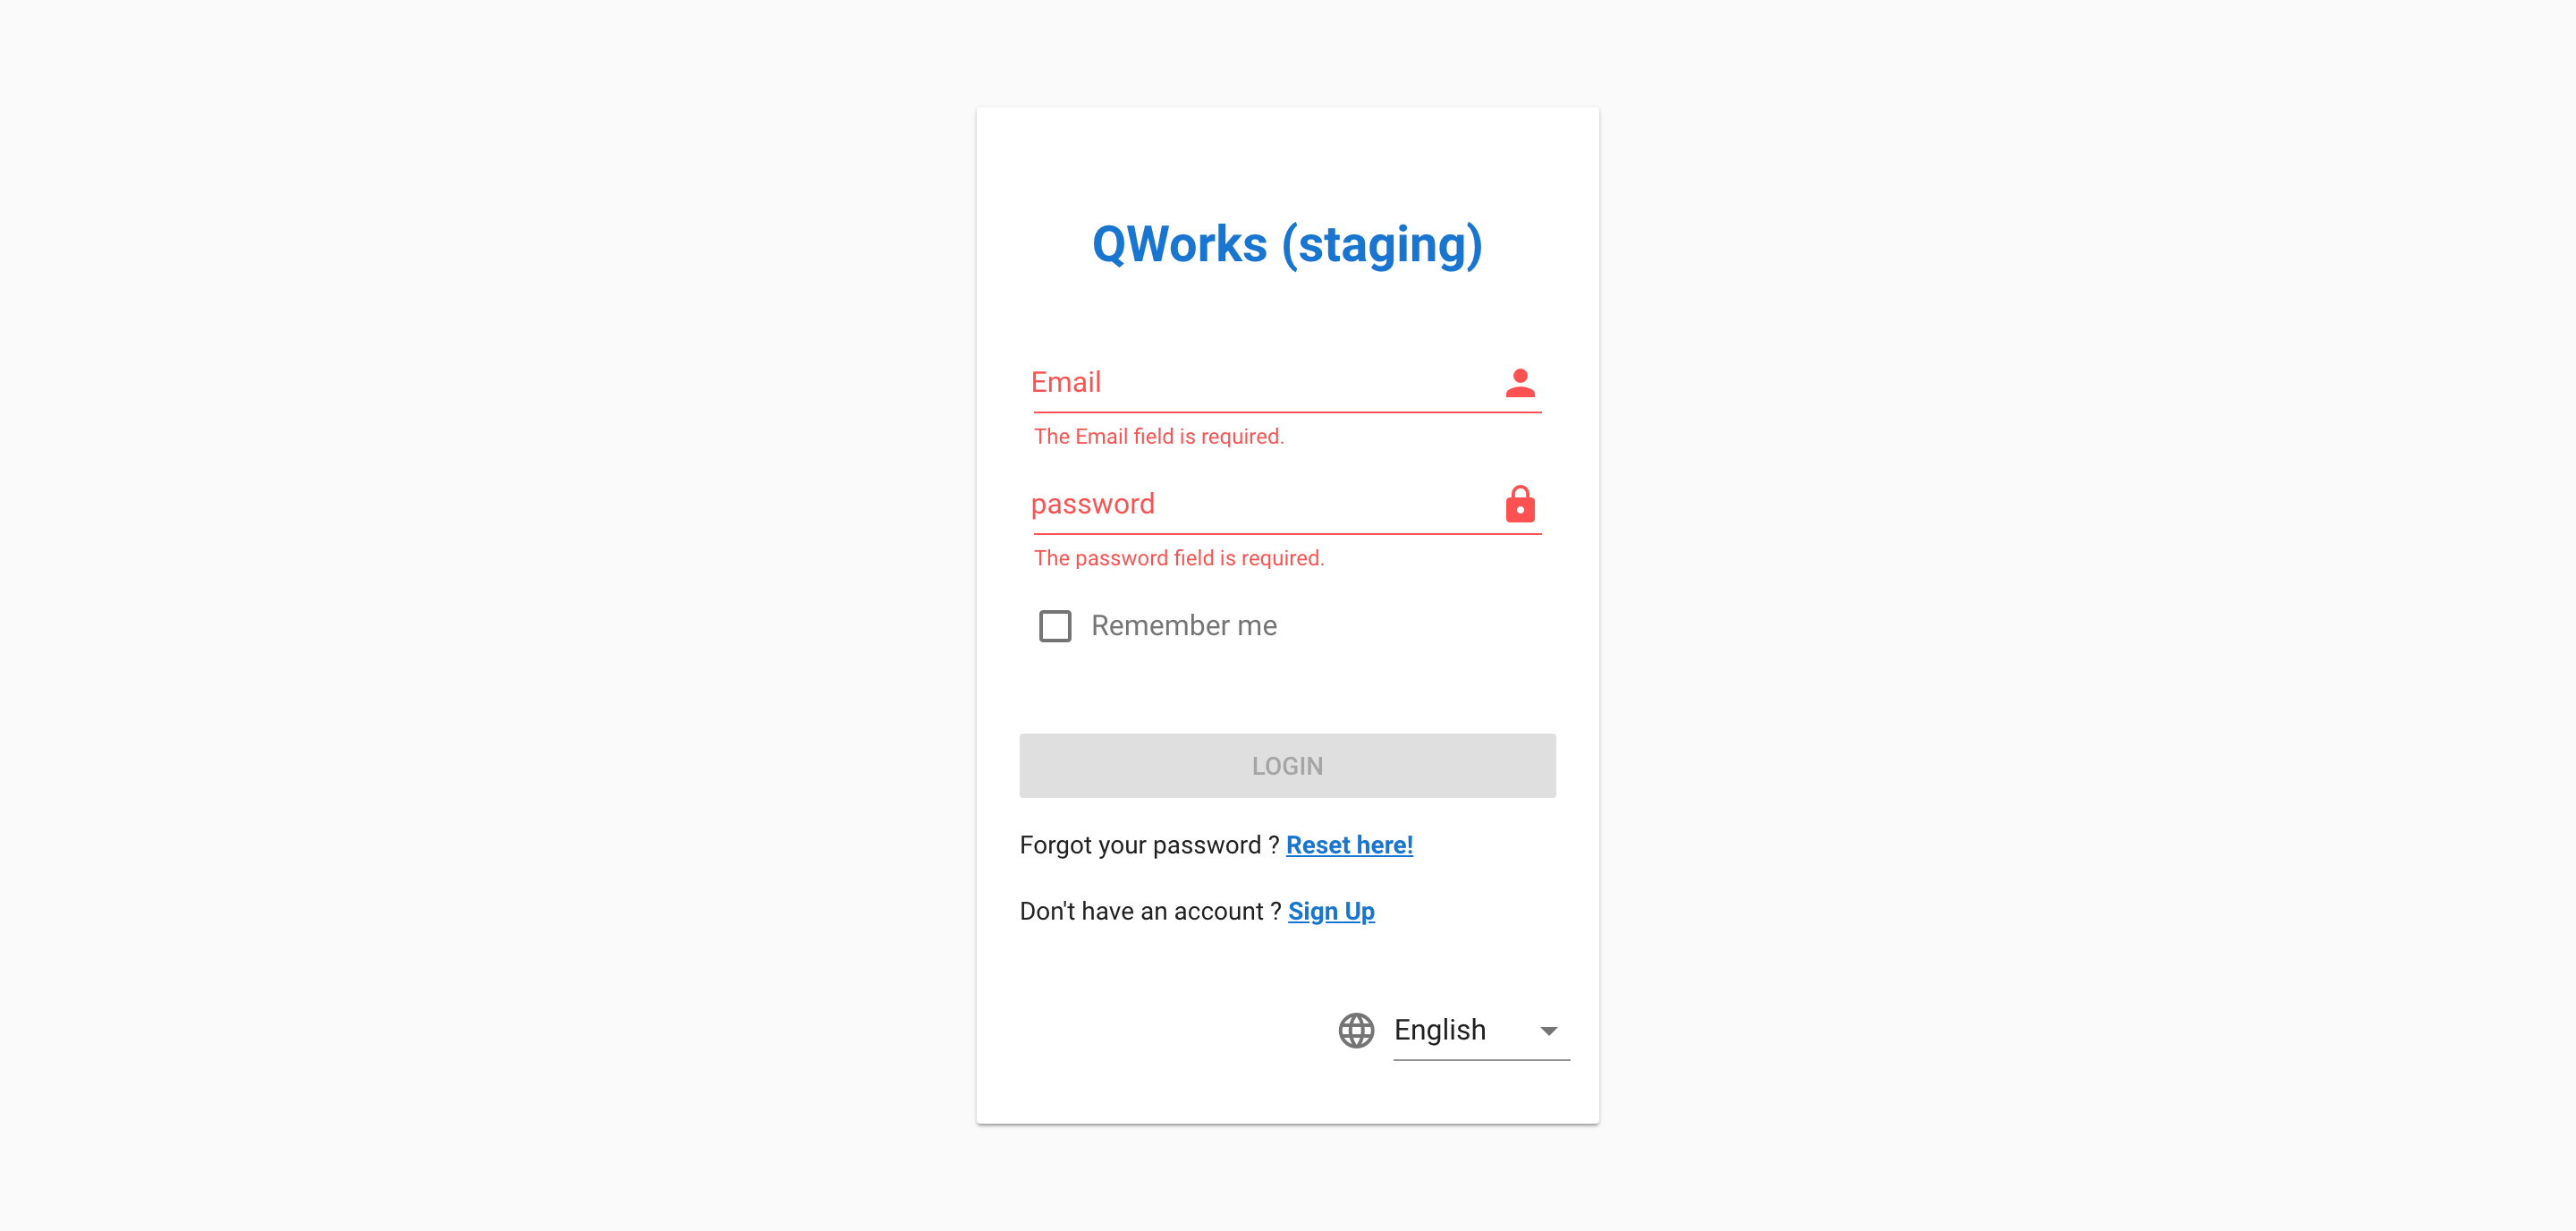 QWorks (staging)
Email
The Email field is required.
password
The password field is required.
Remember me
LOGIN
Forgot your password ? Reset here!
Don't have an account ? Sign Up
English